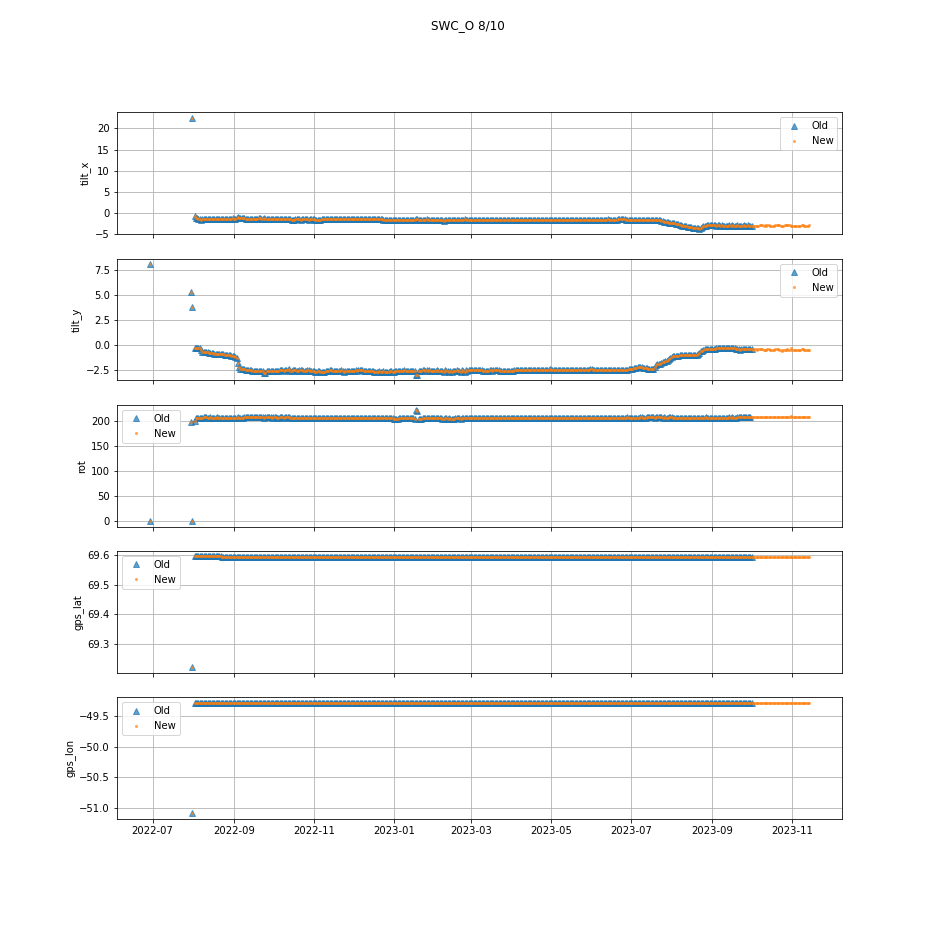 SWC_O 8/10
tilt_x
20
15
10
5
0
−5
Old
New
tilt_y
7.5
5.0
2.5
0.0
−2.5
Old
New
rot
200
150
100
50
0
Old
New
gps_lat
69.6
69.5
69.4
69.3
Old
New
gps_lon
−49.5
−50.0
−50.5
−51.0
Old
New
2022-07 2022-09 2022-11 2023-01 2023-03 2023-05 2023-07 2023-09 2023-11